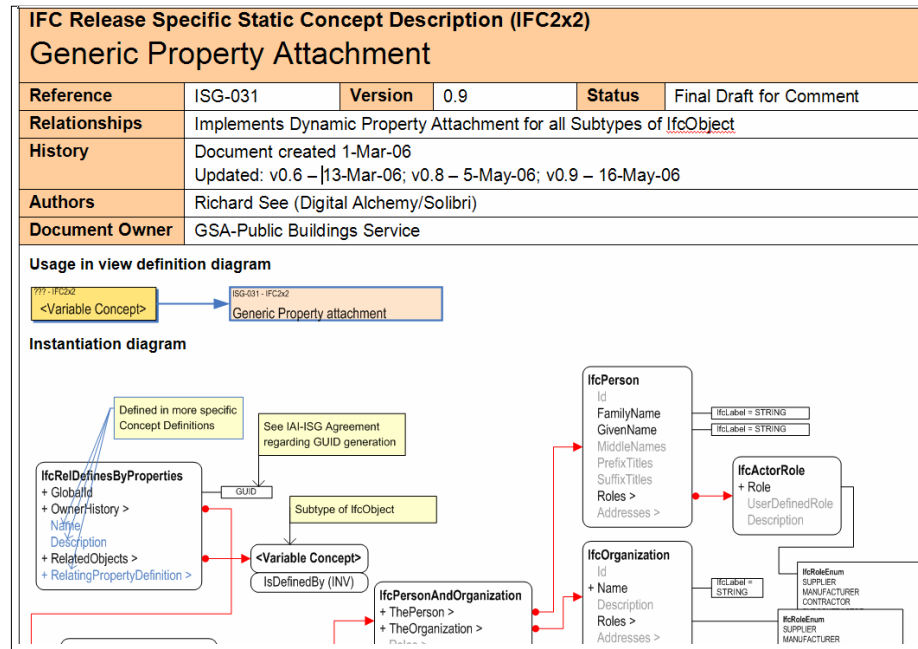 IFC Release Specific Static Concept Description (IFC2x2)
Generic Property Attachment
Reference ISG-031 Version 0.9 Status Final Draft for Comment
Relationships Implements Dynamic Property Attachment for all Subtypes of IfcObject
History Document created 1-Mar-06
Updated: v0.6 – 13-Mar-06; v0.8 – 5-May-06; v0.9 – 16-May-06
Authors Richard See (Digital Alchemy/Solibri)
Document Owner GSA-Public Buildings Service
Usage in view definition diagram
??? - IFC2x2
<Variable Concept>
ISG-031 - IFC2x2
Generic Property attachment
Instantiation diagram
Defined in more specific
Concept Definitions
See IAI-ISG Agreement
regarding GUID generation
IfcRelDefinesByProperties
+ GlobalId
+ OwnerHistory >
Name
Description
+ RelatedObjects >
+ RelatingPropertyDefinition >
GUID
Subtype of IfcObject
<Variable Concept>
IsDefinedBy (INV)
IfcPersonAndOrganization
+ ThePerson >
+ TheOrganization >
Roles >
IfcPerson
Id
FamilyName
GivenName
MiddleNames
PrefixTitles
SuffixTitles
Roles >
Addresses >
IfcLabel = STRING
IfcLabel = STRING
IfcActorRole
+ Role
UserDefinedRole
Description
IfcOrganization
Id
+ Name
Description
Roles >
Addresses >
IfcLabel =
STRING
IfcRoleEnum
SUPPLIER
MANUFACTURER
CONTRACTOR
IfcRoleEnum
SUPPLIER
MANUFACTURER